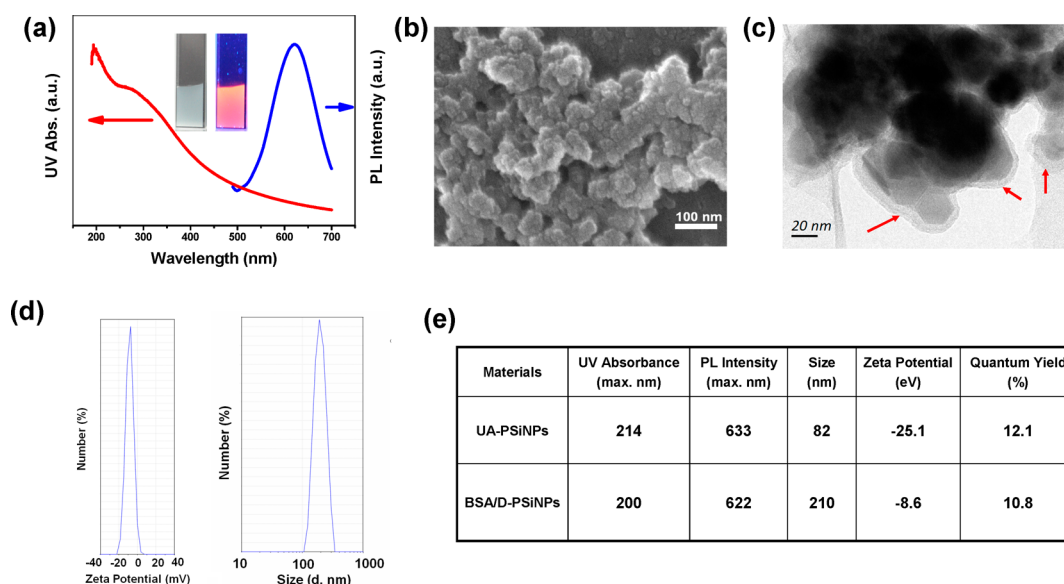 (a)
UV Abs. (a.u.)
PL Intensity (a.u.)
200 300 400 500 600 700
Wavelength (nm)
(b)
100 nm
(c)
20 nm
(d)
Number (%)
-40 -20 0 20 40
Zeta Potential (mV)
Number (%)
10 100 1000
Size (d, nm)
(e)
Materials UV Absorbance (max. nm) PL Intensity (max. nm) Size (nm) Zeta Potential (eV) Quantum Yield (%)
UA-PSiNPs 214 633 82 -25.1 12.1
BSA/D-PSiNPs 200 622 210 -8.6 10.8